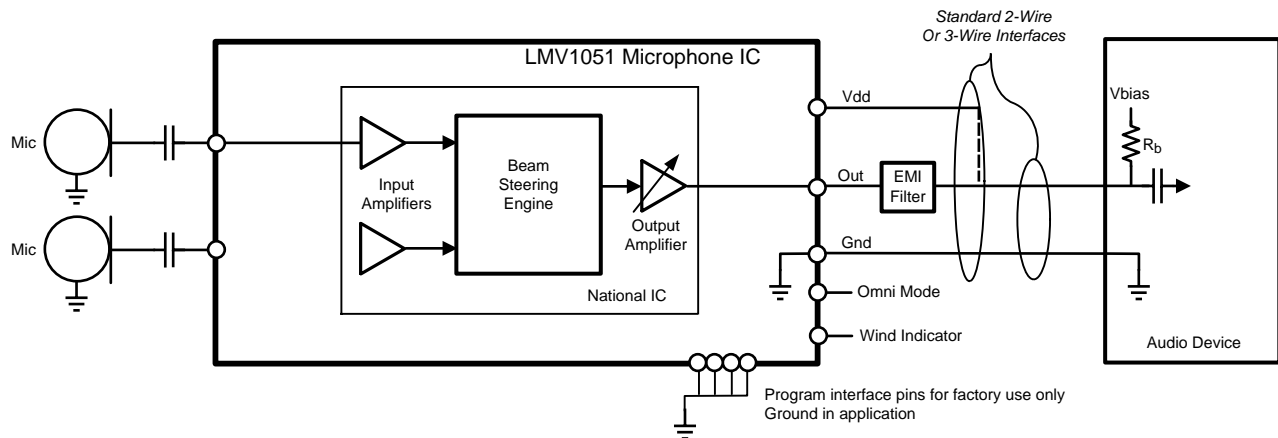 Standard 2-Wire
Or 3-Wire Interfaces
LMV1051 Microphone IC
Vdd
Vbias
Mic
Rb
Beam
Steering
Engine
Input
Amplifiers
Out
EMI
Filter
Output
Amplifier
Mic
Gnd
National IC
Omni Mode
Wind Indicator
Audio Device
Program interface pins for factory use only
Ground in application